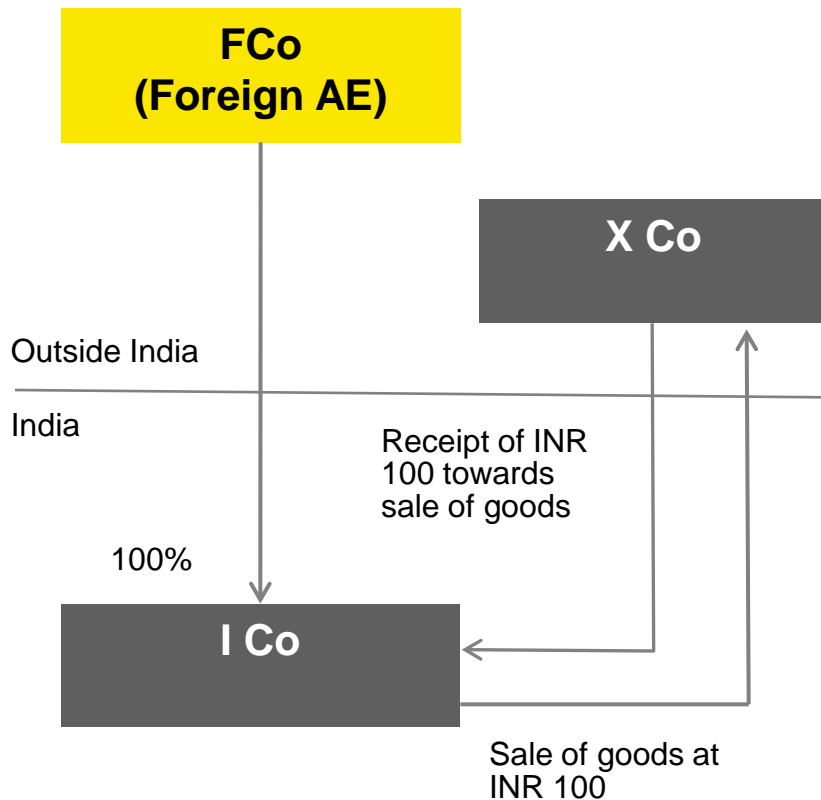 FCo
(Foreign AE)
X Co
Outside India
India
Receipt of INR
100 towards
sale of goods
100%
I Co
Sale of goods at
INR 100